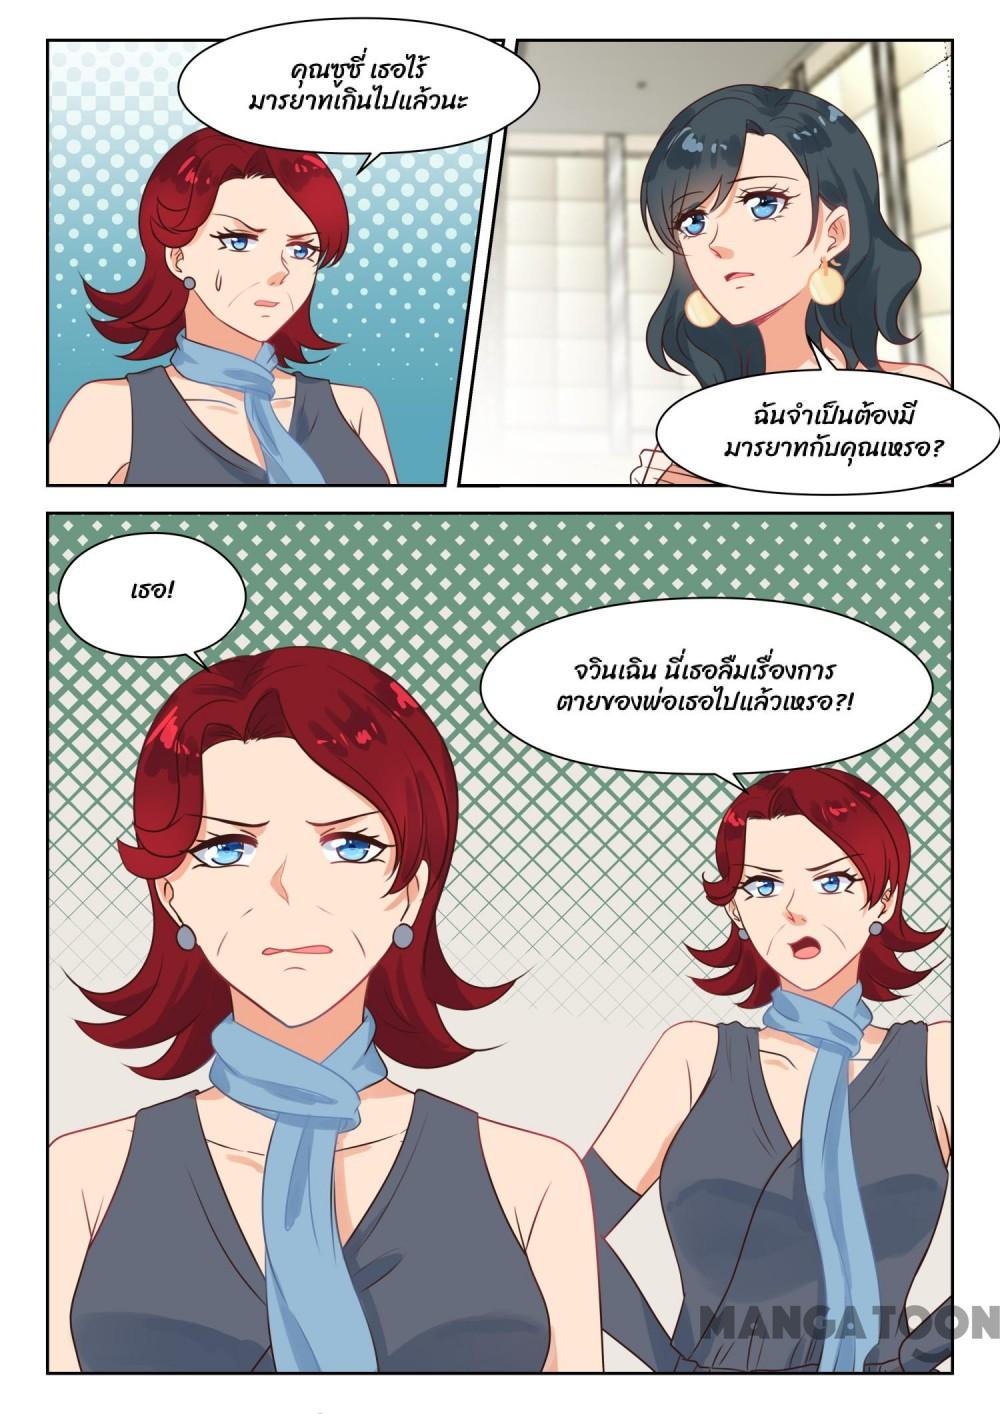 คุณซูซี่ เธอไร้
มารยาทเกินไปแล้วนะ
ฉันจำเป็นต้องมี
มารยาทกับคุณเหรอ?
เธอ!
จวินเฉิน นี่เธอลืมเรื่องการ
ตายของพ่อเธอไปแล้วเหรอ?!
MANGATOON